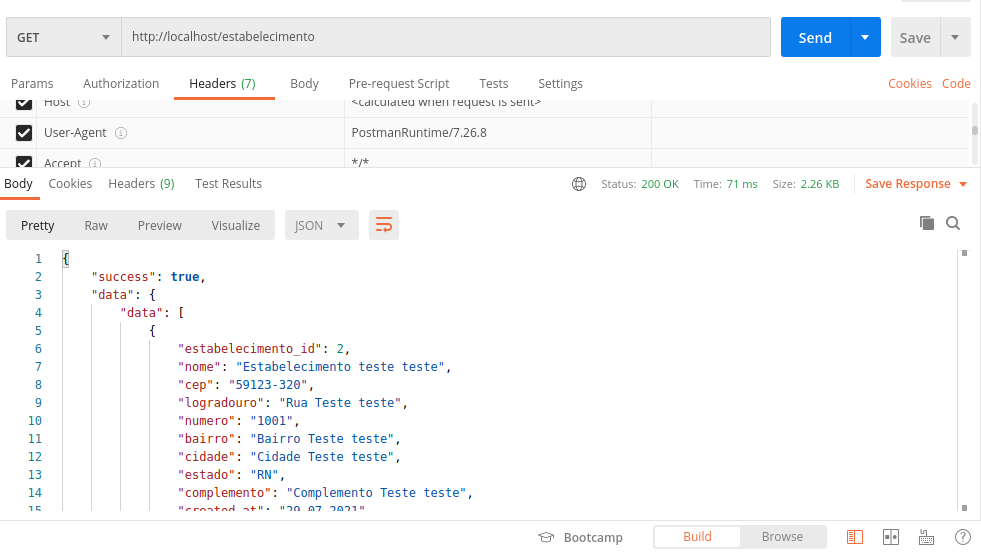 GET http://localhost/estabelecimento Send Save
Params Authorization Headers (7) Body Pre-request Script Tests Settings Cookies Code
Host <calculated when request is sent>
User-Agent PostmanRuntime/7.26.8
Accept */*
Body Cookies Headers (9) Test Results Status: 200 OK Time: 71 ms Size: 2.26 KB Save Response
Pretty Raw Preview Visualize JSON
1 {
2 "success": true,
3 "data": {
4 "data": [
5 {
6 "estabelecimento_id": 2,
7 "nome": "Estabelecimento teste teste",
8 "cep": "59123-320",
9 "logradouro": "Rua Teste teste",
10 "numero": "1001",
11 "bairro": "Bairro Teste teste",
12 "cidade": "Cidade Teste teste",
13 "estado": "RN",
14 "complemento": "Complemento Teste teste",
15 "created_at": "29-07-2021"
Bootcamp Build Browse